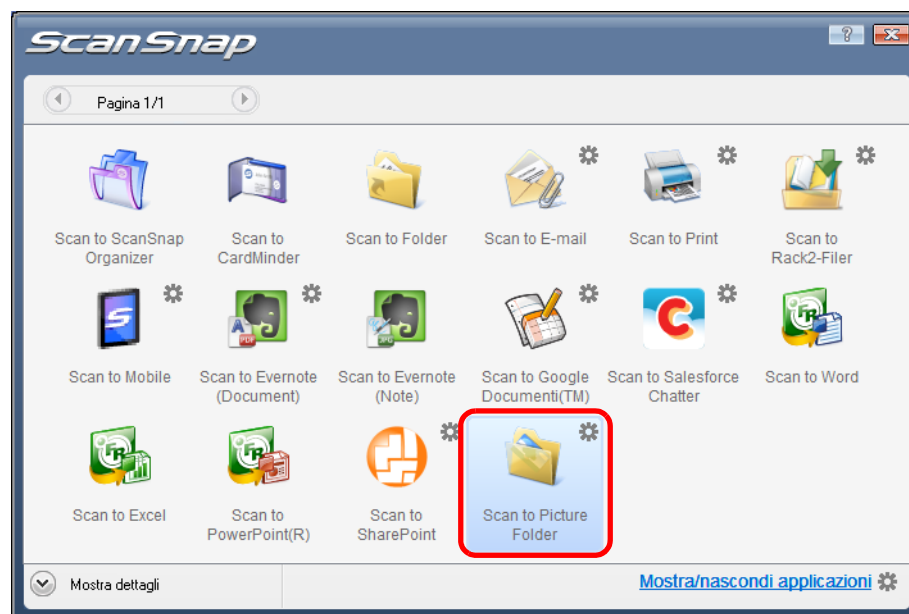 ScanSnap
Pagina 1/1
Scan to ScanSnap
Organizer
Scan to
CardMinder
Scan to Folder
Scan to E-mail
Scan to Print
Scan to
Rack2-Filer
Scan to Mobile
Scan to Evernote
(Document)
Scan to Evernote
(Note)
Scan to Google
Documenti(TM)
Scan to Salesforce
Chatter
Scan to Word
Scan to Excel
Scan to
PowerPoint(R)
Scan to
SharePoint
Scan to Picture
Folder
Mostra dettagli
Mostra/nascondi applicazioni